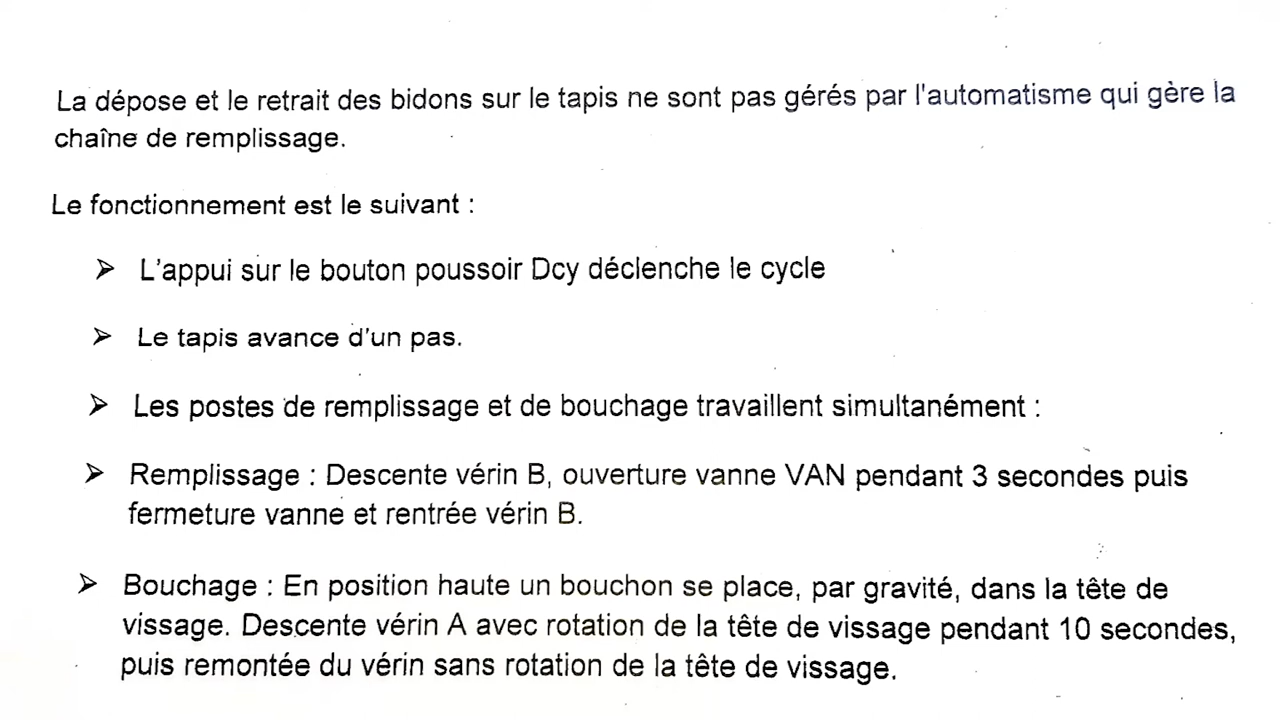 La dépose et le retrait des bidons sur le tapis ne sont pas gérés par l'automatisme qui gère la
chaîne de remplissage.
Le fonctionnement est le suivant :
➢ L'appui sur le bouton poussoir Dcy déclenche le cycle
➢ Le tapis avance d'un pas.
➢ Les postes de remplissage et de bouchage travaillent simultanément :
➢ Remplissage : Descente vérin B, ouverture vanne VAN pendant 3 secondes puis
fermeture vanne et rentrée vérin B.
➢ Bouchage : En position haute un bouchon se place, par gravité, dans la tête de
vissage. Descente vérin A avec rotation de la tête de vissage pendant 10 secondes,
puis remontée du vérin sans rotation de la tête de vissage.